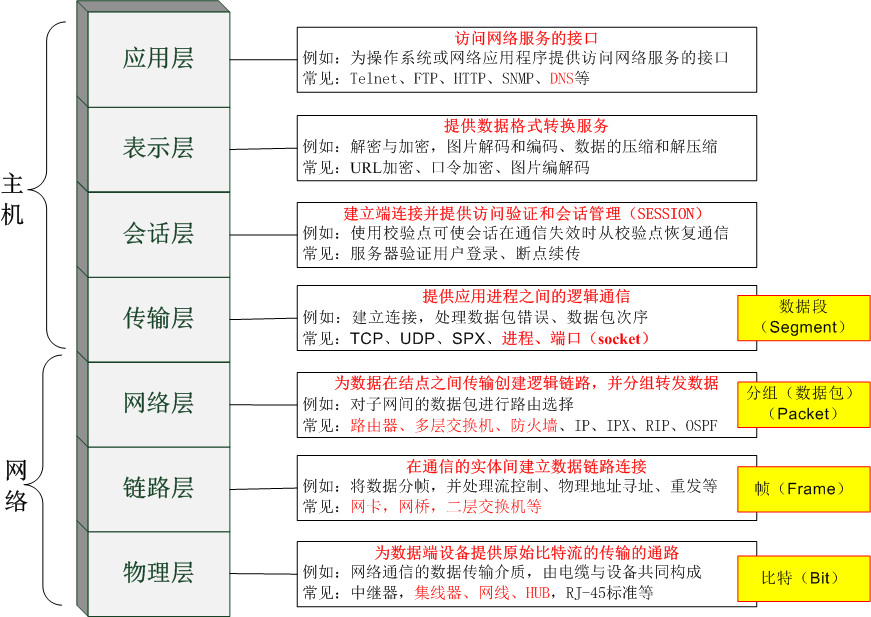 主机
应用层
访问网络服务的接口
例如：为操作系统或网络应用程序提供访问网络服务的接口
常见：Telnet、FTP、HTTP、SNMP、DNS等
表示层
提供数据格式转换服务
例如：解密与加密，图片解码和编码、数据的压缩和解压缩
常见：URL加密、口令加密、图片编解码
会话层
建立端连接并提供访问验证和会话管理（SESSION）
例如：使用校验点可使会话在通信失效时从校验点恢复通信
常见：服务器验证用户登录、断点续传
传输层
提供应用进程之间的逻辑通信
例如：建立连接，处理数据包错误、数据包次序
常见：TCP、UDP、SPX、进程、端口（socket）
数据段
（Segment）
网络
网络层
为数据在结点之间传输创建逻辑链路，并分组转发数据
例如：对子网间的数据包进行路由选择
常见：路由器、多层交换机、防火墙、IP、IPX、RIP、OSPF
分组（数据包）
（Packet）
链路层
在通信的实体间建立数据链路连接
例如：将数据分帧，并处理流控制、物理地址寻址、重发等
常见：网卡，网桥，二层交换机等
帧（Frame）
物理层
为数据端设备提供原始比特流的传输的通路
例如：网络通信的数据传输介质，由电缆与设备共同构成
常见：中继器，集线器、网线、HUB，RJ-45标准等
比特（Bit）